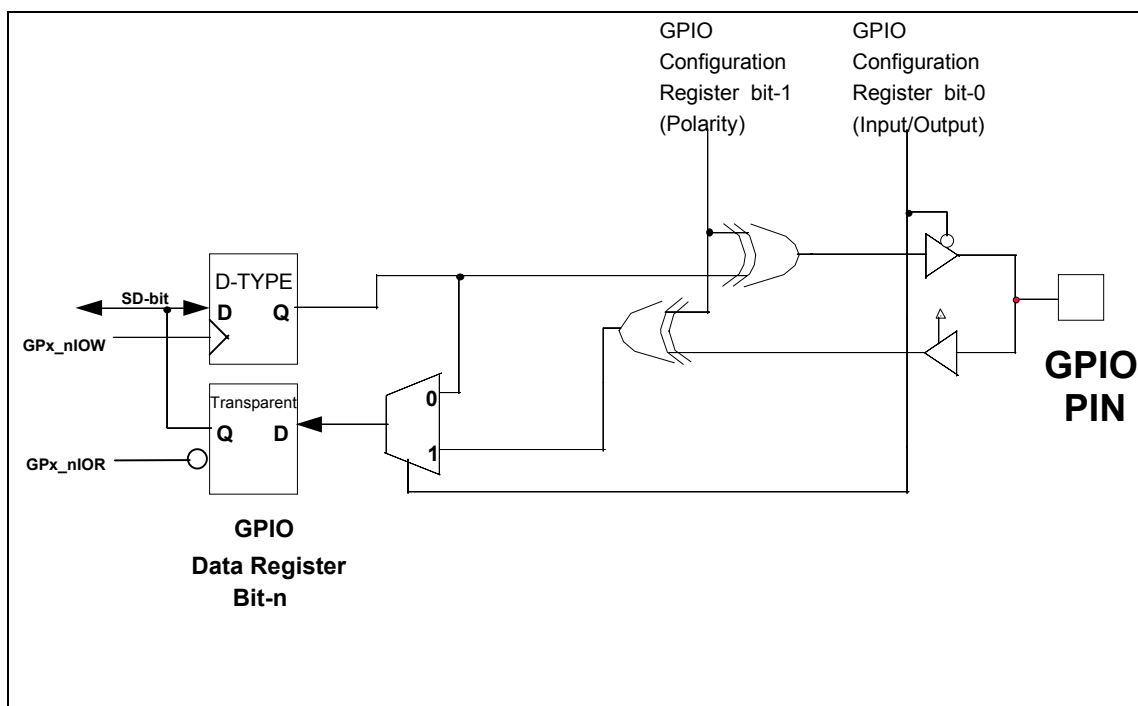 GPIO
Configuration
Register bit-1
(Polarity)
GPIO
Configuration
Register bit-0
(Input/Output)
D-TYPE
SD-bit
D
Q
GPx_nIOW
Transparent
Q
D
0
1
GPx_nIOR
GPIO
PIN
GPIO
Data Register
Bit-n